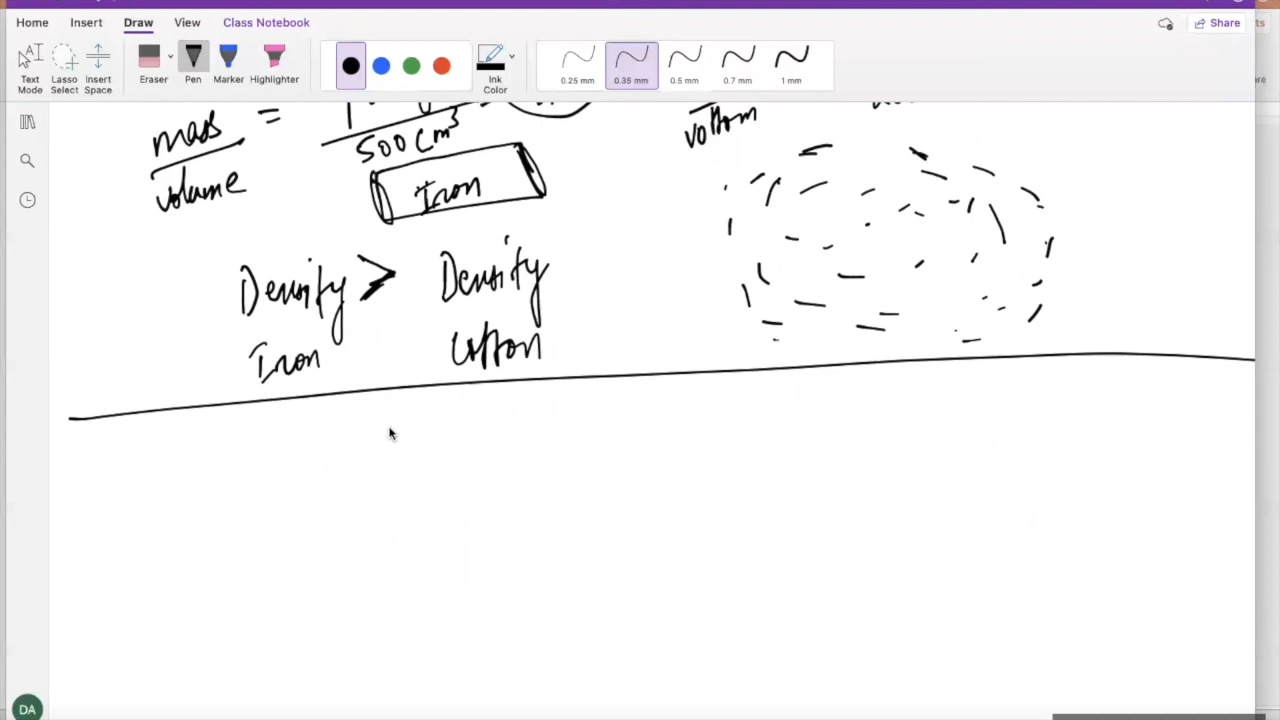 Home Insert Draw View Class Notebook
Share
Text Mode
Lasso Select
Insert Space
Eraser
Pen
Marker
Highlighter
Ink Color
0.25 mm
0.35 mm
0.5 mm
0.7 mm
1 mm
mass
=
volume
500 cm³
Iron
Density > Density
Iron
DA